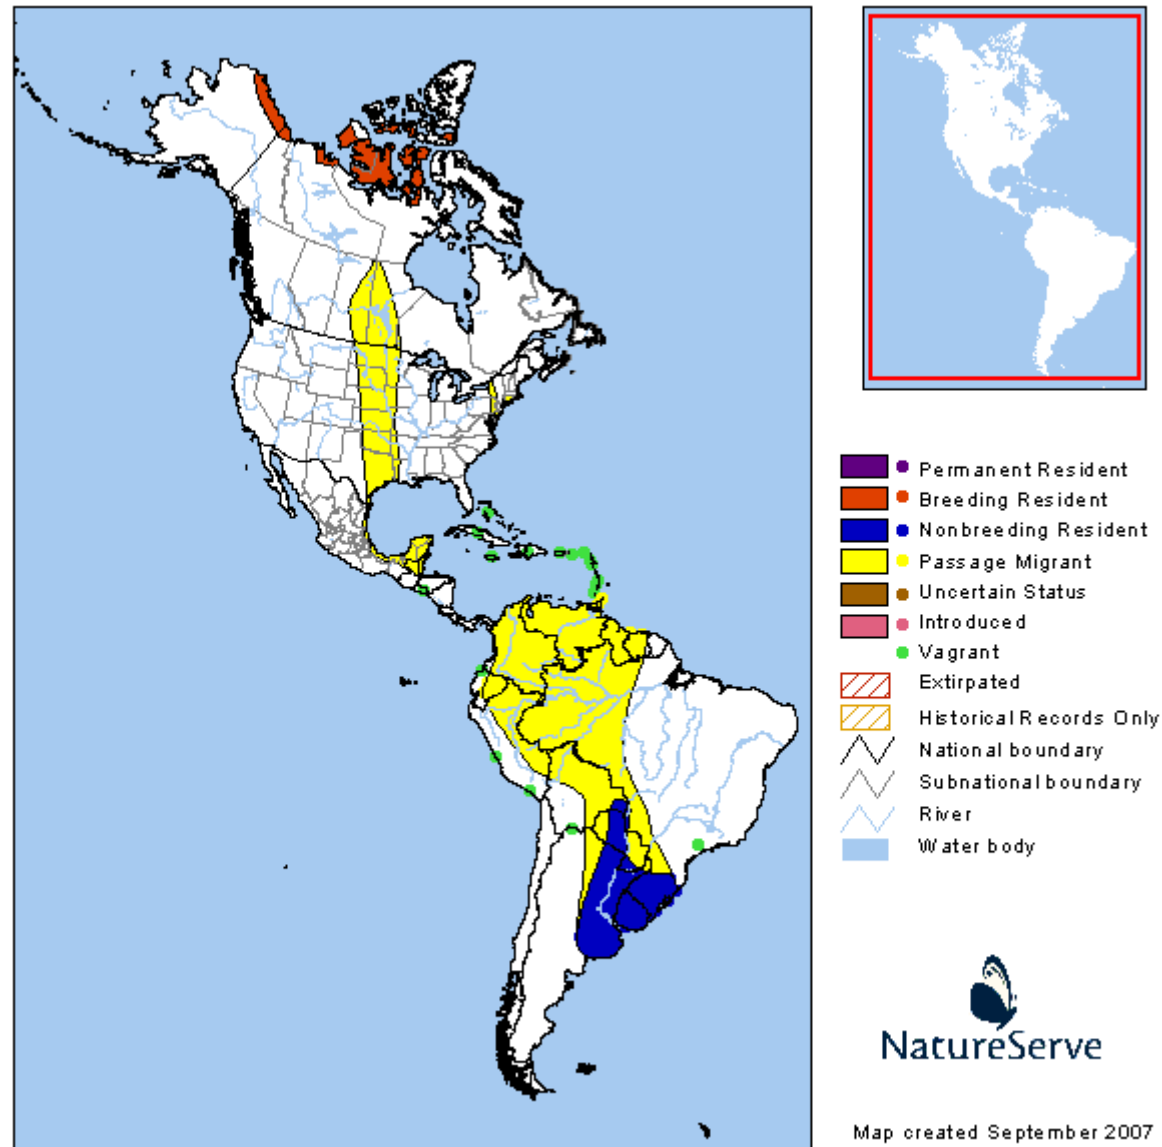 Permanent Resident
Breeding Resident
Nonbreeding Resident
Passage Migrant
Uncertain Status
Introduced
Vagrant
Extirpated
Historical Records Only
National boundary
Subnational boundary
River
Water body
NatureServe
Map created September 2007